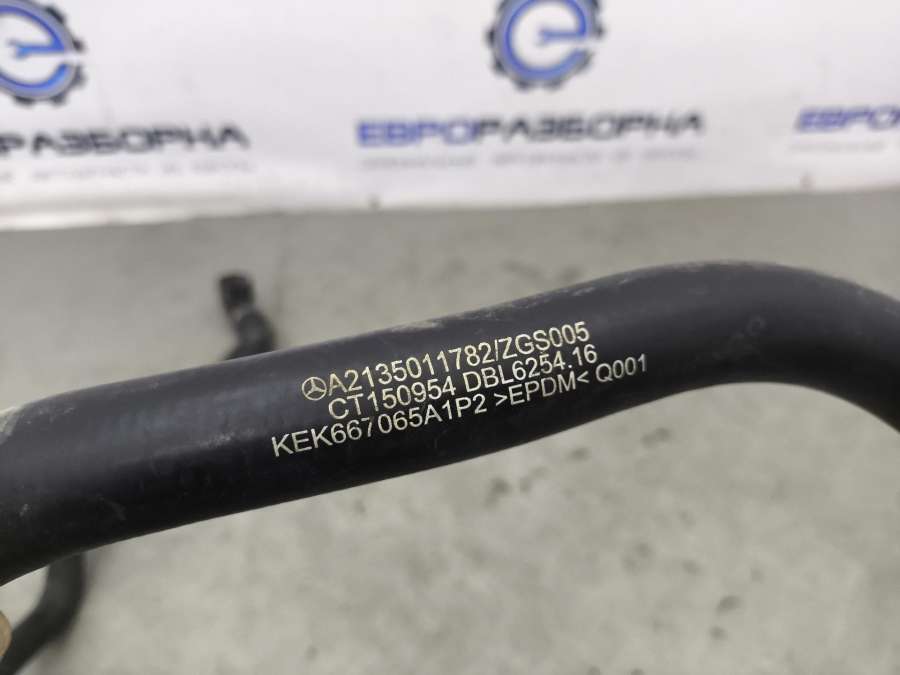 ЕВРОРАЗБОРКА
ЕВРОРАЗБОРКА
ЕВРОРАЗБОРКА
A2135011782/ZGS005
CT150954 DBL6254.16
KEK667065A1P2 >EPDM< Q001